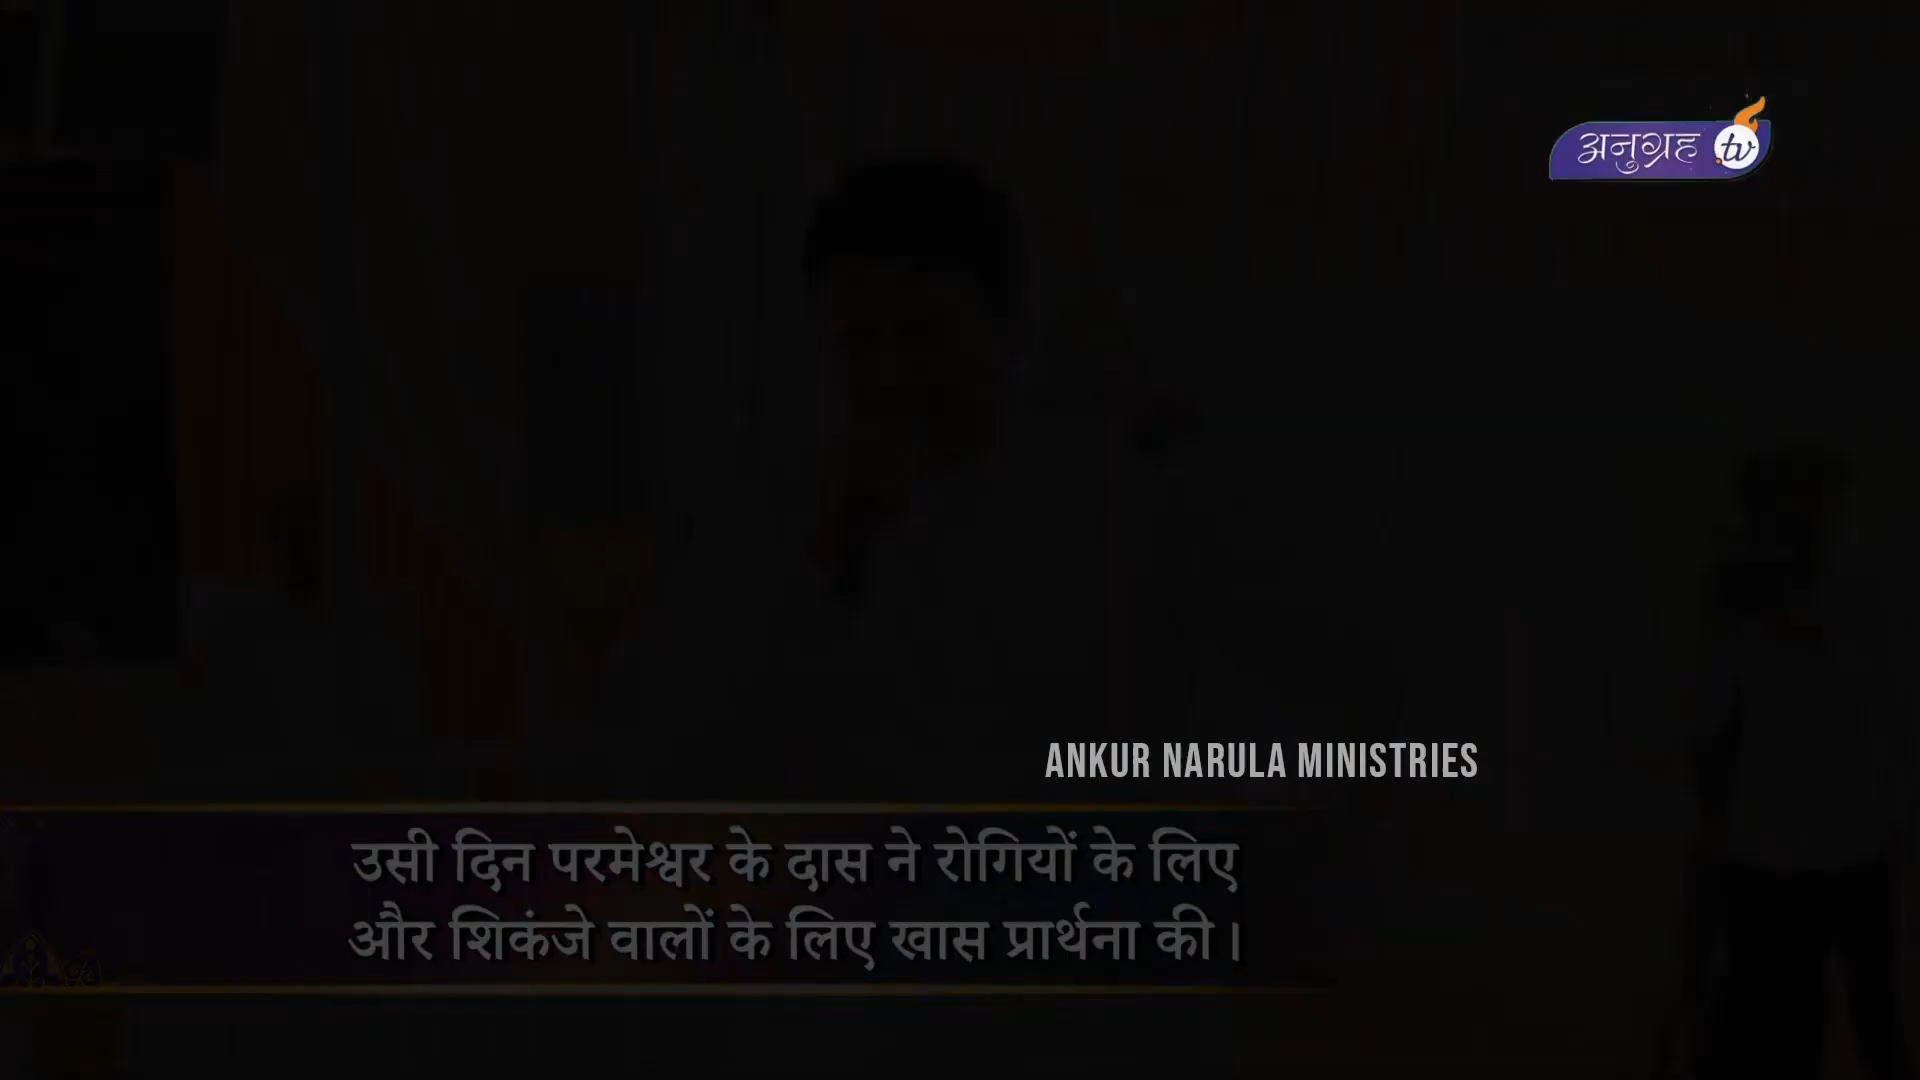 अनुग्रह .tv
ANKUR NARULA MINISTRIES
उसी दिन परमेश्वर के दास ने रोगियों के लिए
और शिकंजे वालों के लिए खास प्रार्थना की।